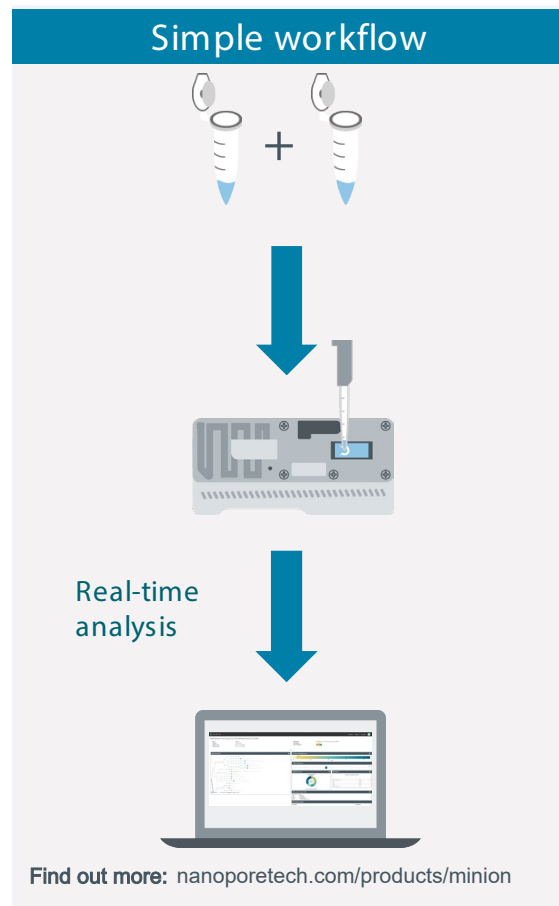 Simple workflow
+
Real-time
analysis
Find out more: nanoporetech.com/products/minion